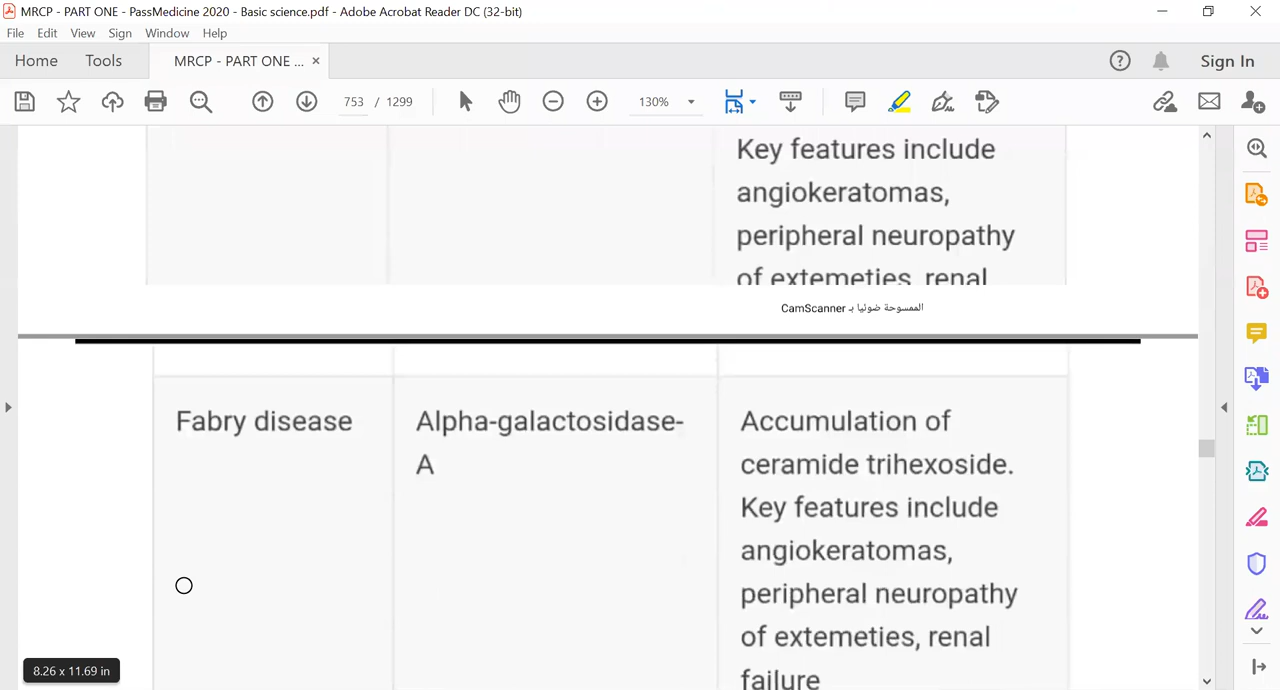 MRCP - PART ONE - PassMedicine 2020 - Basic science.pdf - Adobe Acrobat Reader DC (32-bit)
File Edit View Sign Window Help
Home Tools MRCP - PART ONE ... × Sign In
753 / 1299 130%
Key features include
angiokeratomas,
peripheral neuropathy
of extemeties, renal
الممسوحة ضوئيا بـ CamScanner
Fabry disease Alpha-galactosidase- Accumulation of
A ceramide trihexoside.
Key features include
angiokeratomas,
peripheral neuropathy
of extemeties, renal
failure
8.26 x 11.69 in